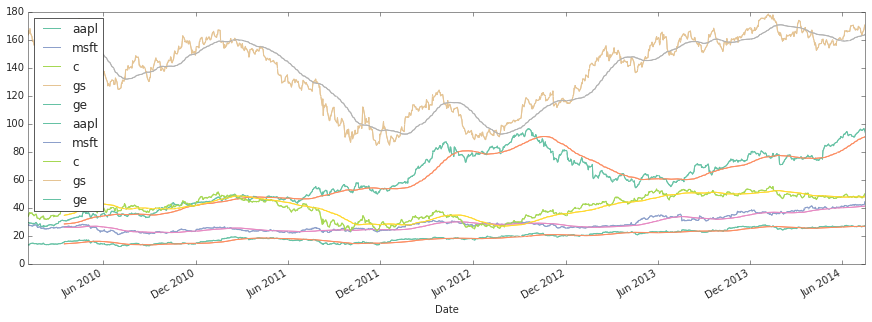 180
160
140
120
100
80
60
40
20
0
aapl
msft
c
gs
ge
aapl
msft
c
gs
ge
Jun 2010
Dec 2010
Jun 2011
Dec 2011
Jun 2012
Dec 2012
Jun 2013
Dec 2013
Jun 2014
Date